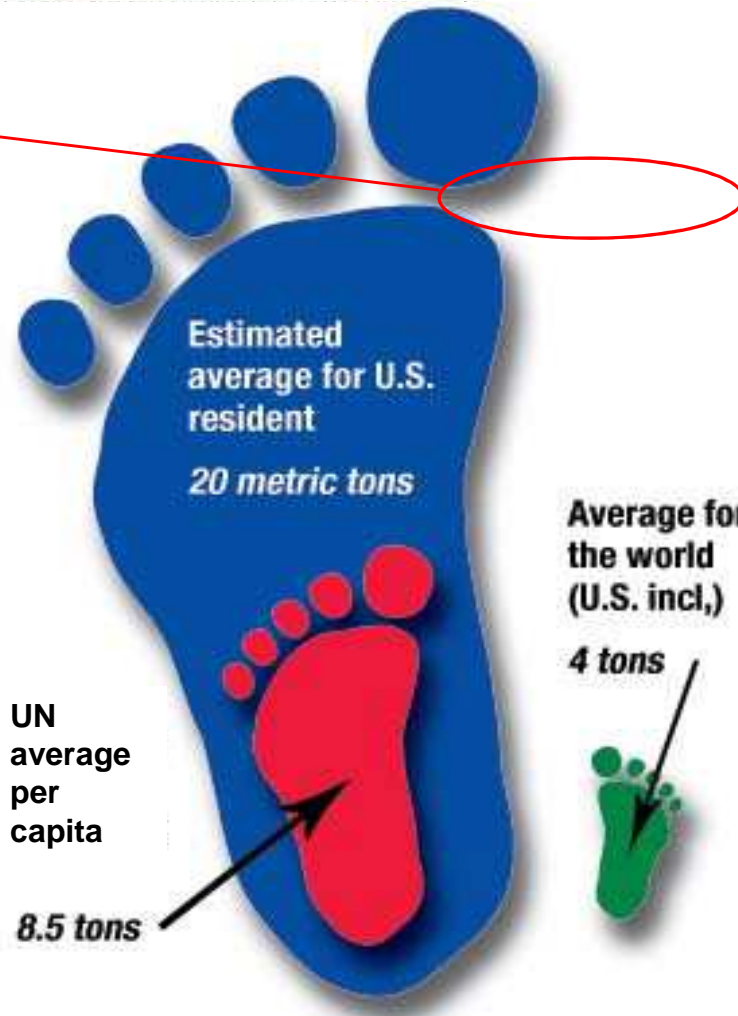 Estimated
average for U.S.
resident
20 metric tons
Average for
the world
(U.S. incl,)
4 tons
UN
average
per
capita
8.5 tons